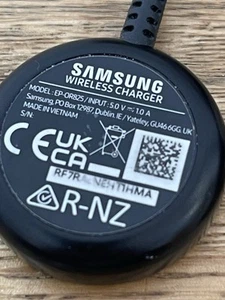 SAMSUNG
WIRELESS CHARGER
MODEL: EP-OR825 / INPUT: 5.0 V⎓ 1.0 A
Samsung, PO Box 12987, Dublin. IE / Yateley, GU46 6GG. UK
MADE IN VIETNAM
S/N:
CE UK
CA
R-NZ